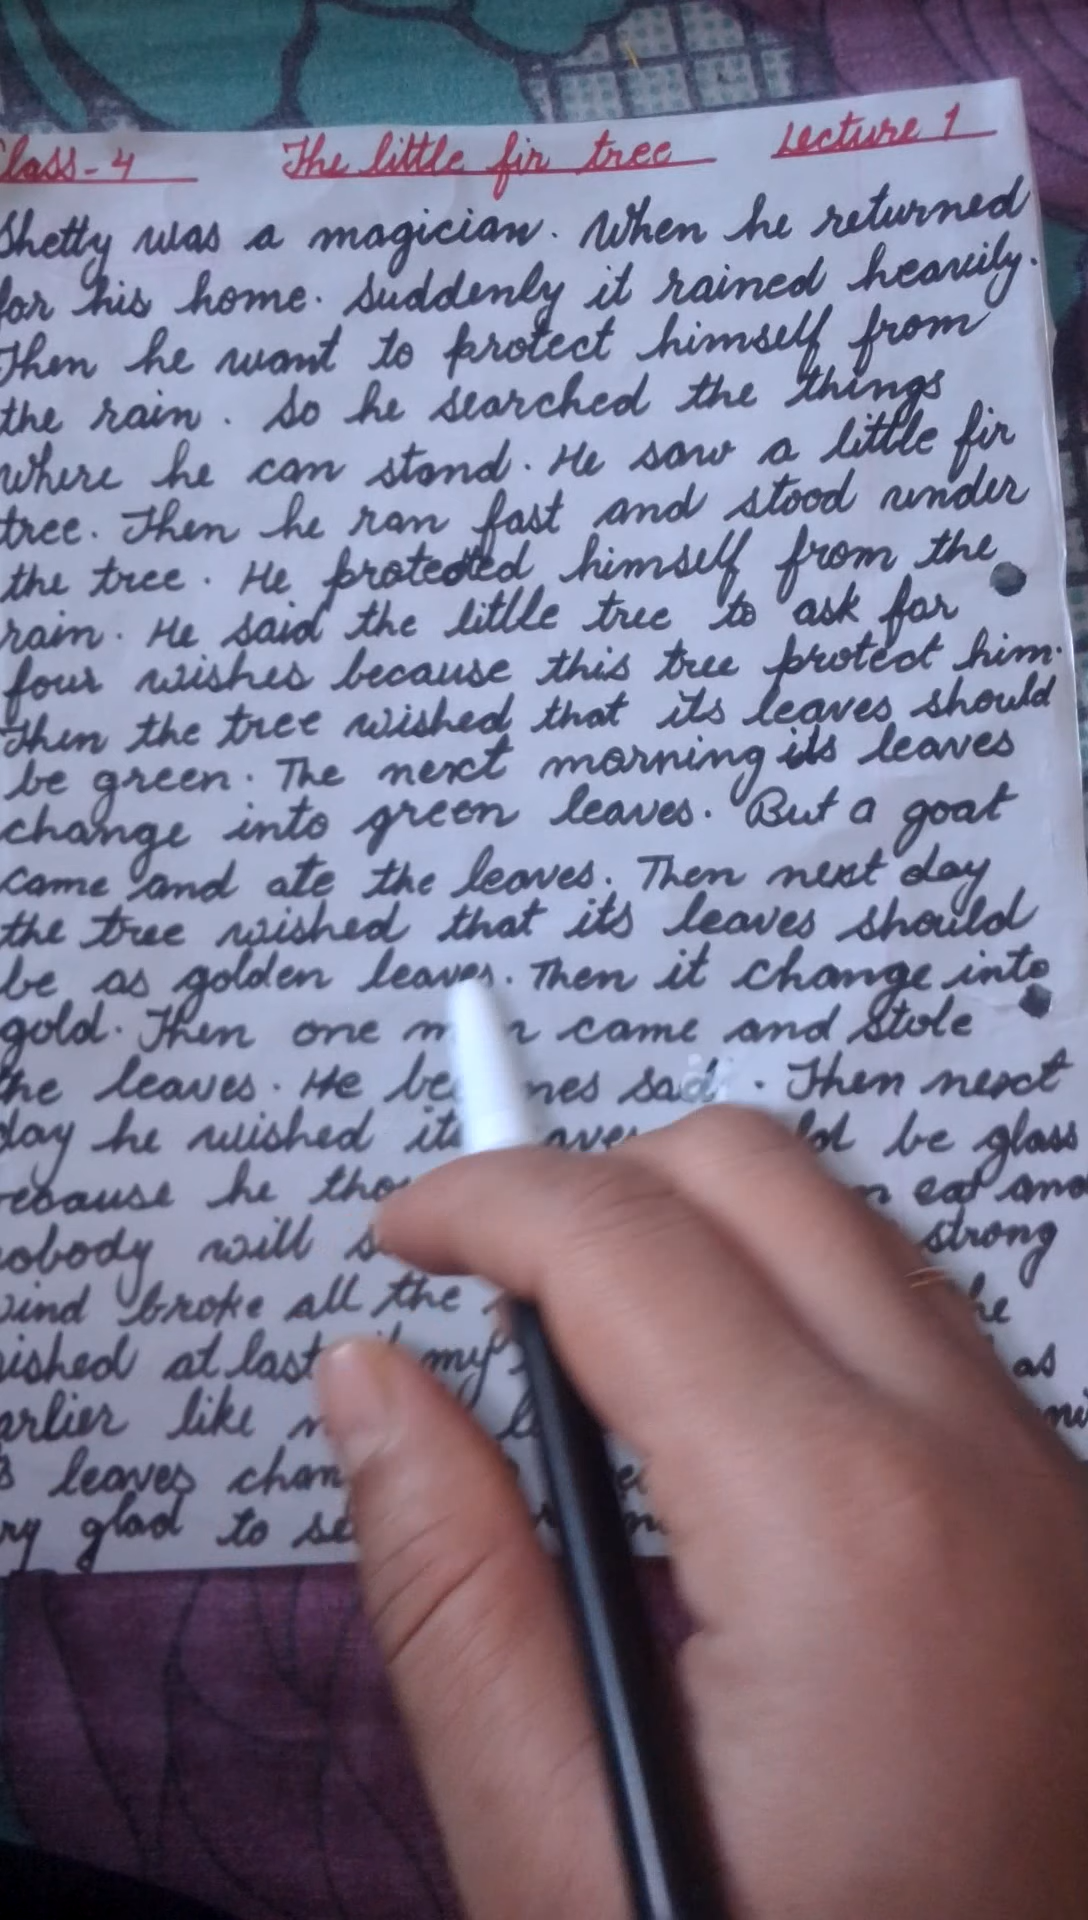 Class-4 The little fir tree Lecture 1
Shetty was a magician. When he returned
for his home. Suddenly it rained heavily.
Then he want to protect himself from
the rain. So he searched the things
where he can stand. He saw a little fir
tree. Then he ran fast and stood under
the tree. He protected himself from the
rain. He said the little tree to ask for
four wishes because this tree protect him.
Then the tree wished that its leaves should
be green. The next morning its leaves
change into green leaves. But a goat
came and ate the leaves. Then next day
the tree wished that its leaves should
be as golden leaves. Then it change into
gold. Then one came and stole
the leaves. He sad. Then next
day he wished be glass
because he eat and
nobody will strong
wind broke all the
wished at last my as
earlier like
leaves
glad to